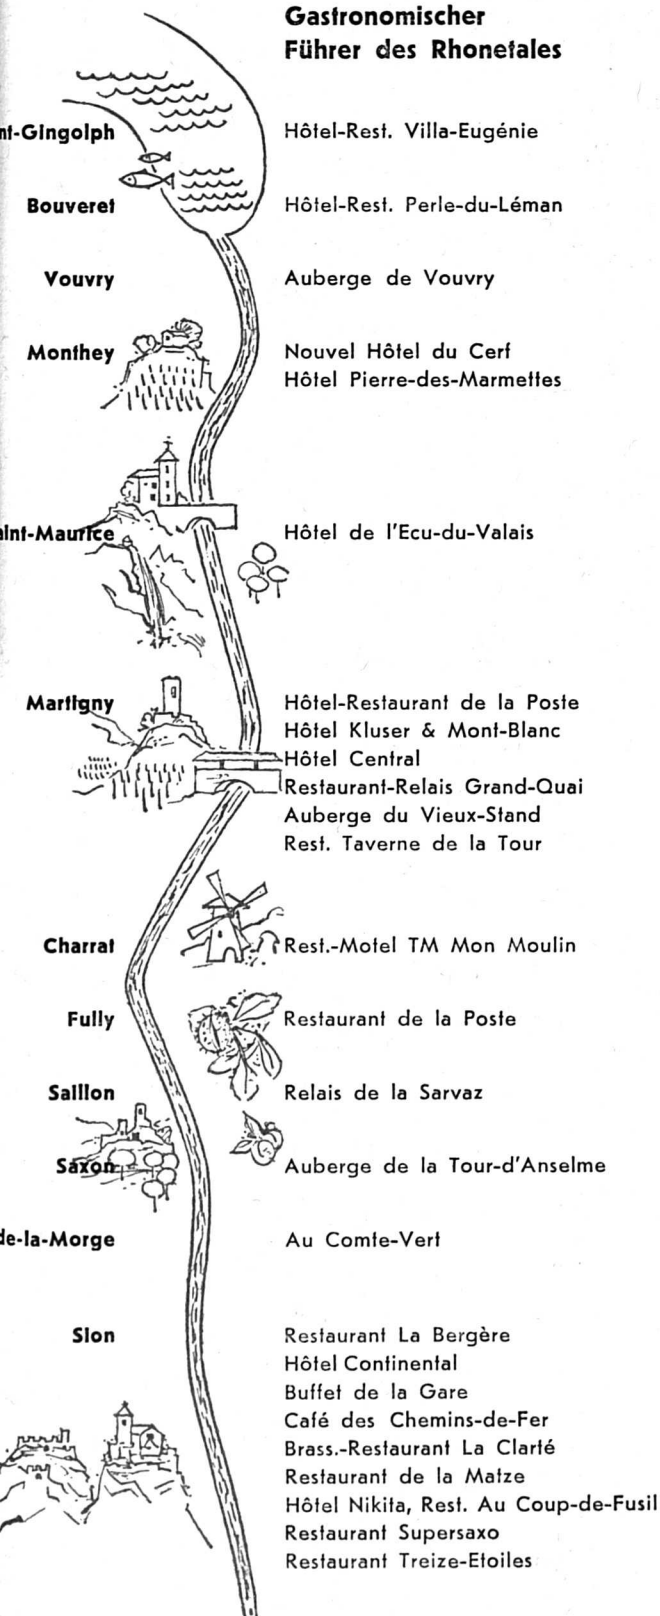 Gastronomischer
Führer des Rhonetales
nt-Gingolph Hôtel-Rest. Villa-Eugénie
Bouveret Hôtel-Rest. Perle-du-Léman
Vouvry Auberge de Vouvry
Monthey Nouvel Hôtel du Cerf
Hôtel Pierre-des-Marmettes
aint-Maurice Hôtel de l'Ecu-du-Valais
Martigny Hôtel-Restaurant de la Poste
Hôtel Kluser & Mont-Blanc
Hôtel Central
Restaurant-Relais Grand-Quai
Auberge du Vieux-Stand
Rest. Taverne de la Tour
Charrat Rest.-Motel TM Mon Moulin
Fully Restaurant de la Poste
Saillon Relais de la Sarvaz
Saxon Auberge de la Tour-d'Anselme
de-la-Morge Au Comte-Vert
Sion Restaurant La Bergère
Hôtel Continental
Buffet de la Gare
Café des Chemins-de-Fer
Brass.-Restaurant La Clarté
Restaurant de la Matze
Hôtel Nikita, Rest. Au Coup-de-Fusil
Restaurant Supersaxo
Restaurant Treize-Etoiles